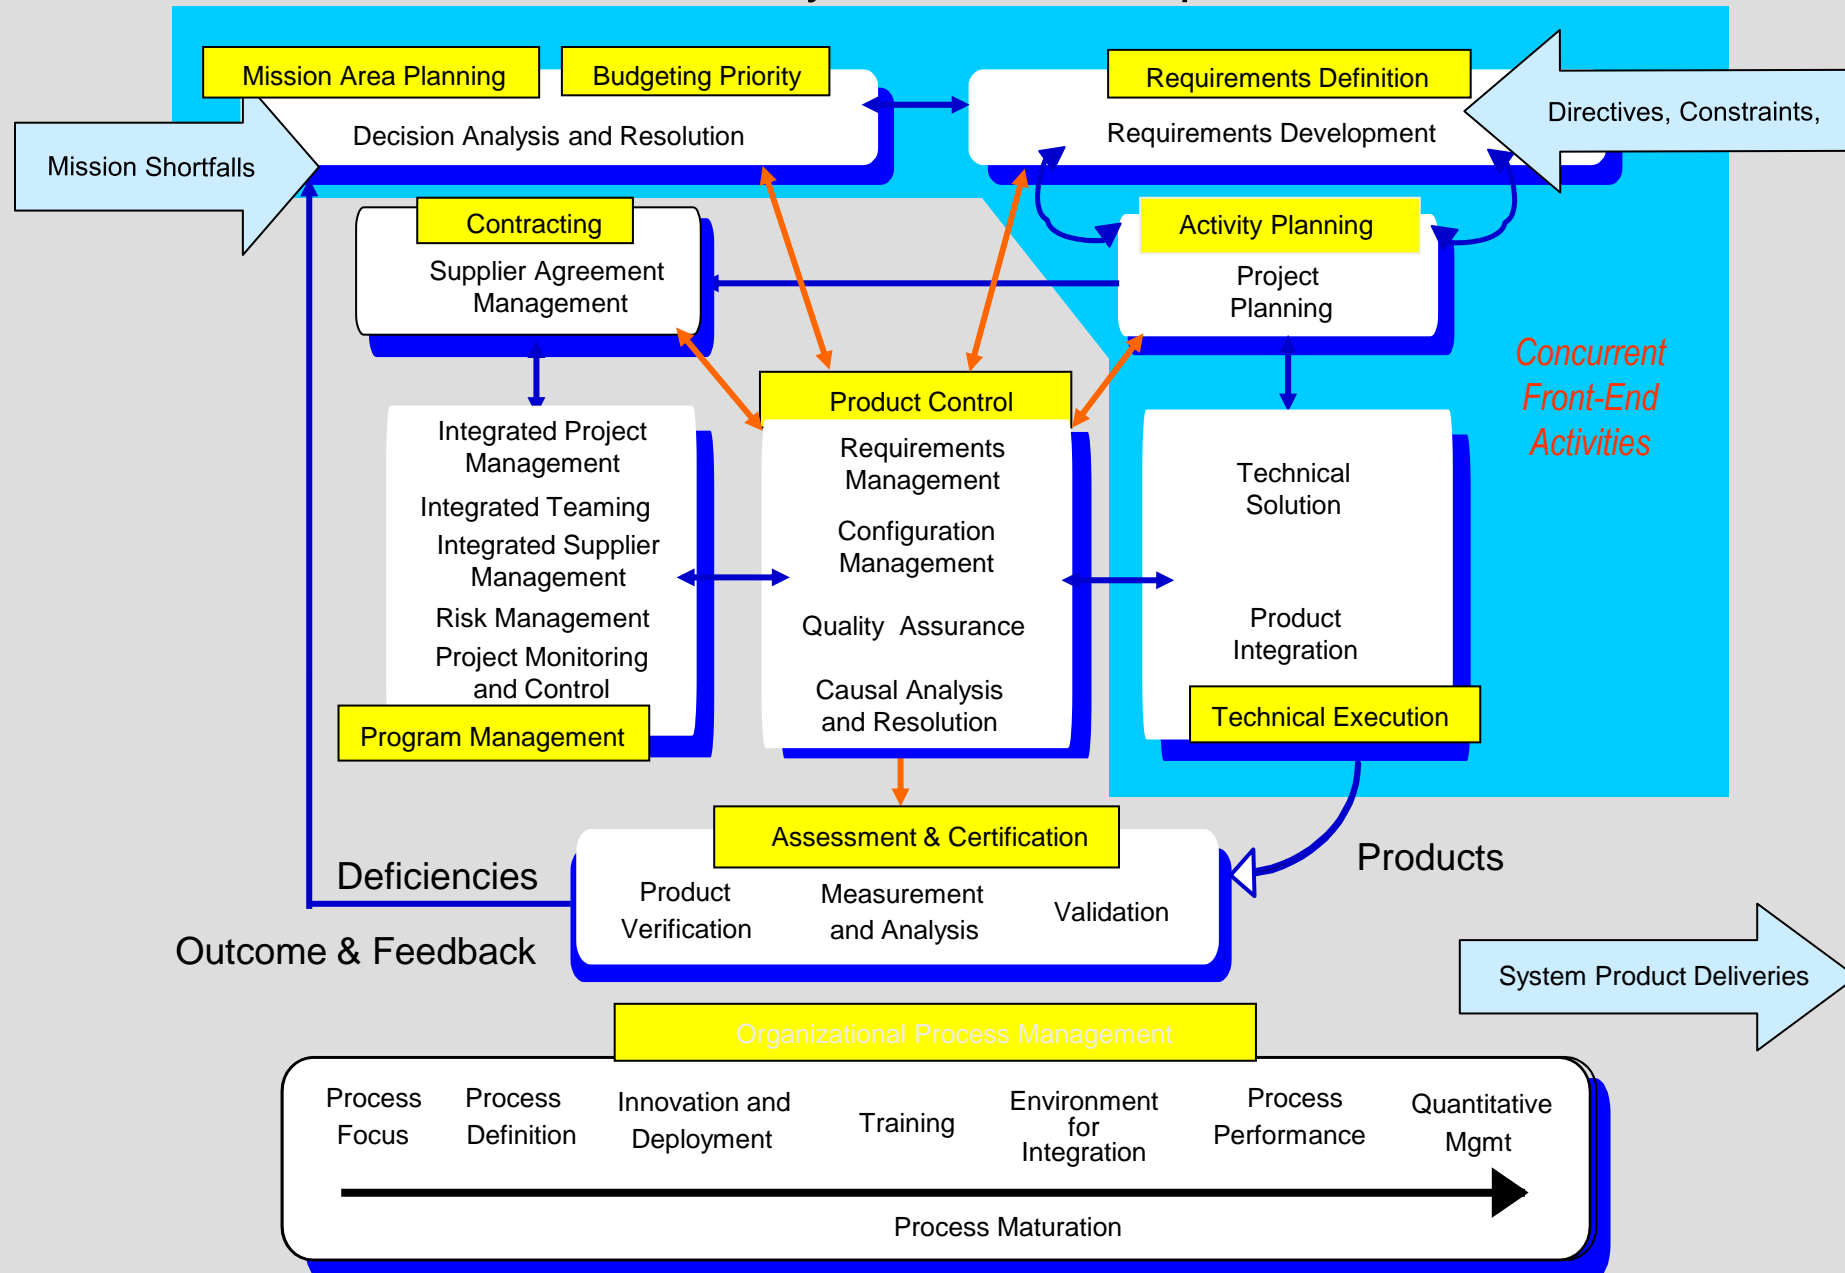 Mission Area Planning
Budgeting Priority
Requirements Definition
Directives, Constraints,
Decision Analysis and Resolution
Requirements Development
Mission Shortfalls
Contracting
Supplier Agreement
Management
Activity Planning
Project
Planning
Concurrent
Front-End
Activities
Product Control
Integrated Project
Management
Integrated Teaming
Integrated Supplier
Management
Risk Management
Project Monitoring
and Control
Program Management
Requirements
Management
Configuration
Management
Quality Assurance
Causal Analysis
and Resolution
Technical
Solution
Product
Integration
Technical Execution
Assessment & Certification
Product
Verification
Measurement
and Analysis
Validation
Products
Deficiencies
Outcome & Feedback
System Product Deliveries
Organizational Process Management
Process
Focus
Process
Definition
Innovation and
Deployment
Training
Environment
for
Integration
Process
Performance
Quantitative
Mgmt
Process Maturation